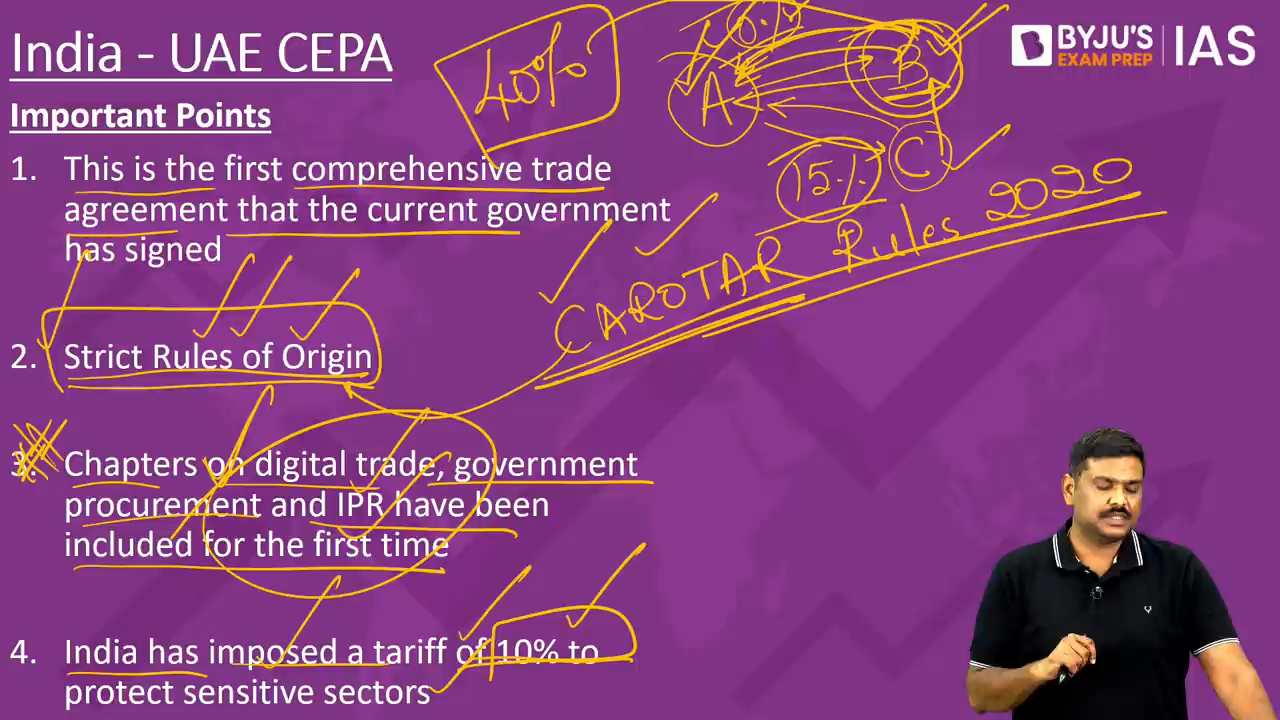 India - UAE CEPA
BYJU'S
EXAM PREP
IAS
Important Points
40%
10%
A
B
C
15%
CAROTAR Rules 2020
1. This is the first comprehensive trade
agreement that the current government
has signed
2. Strict Rules of Origin
3. Chapters on digital trade, government
procurement and IPR have been
included for the first time
4. India has imposed a tariff of 10% to
protect sensitive sectors